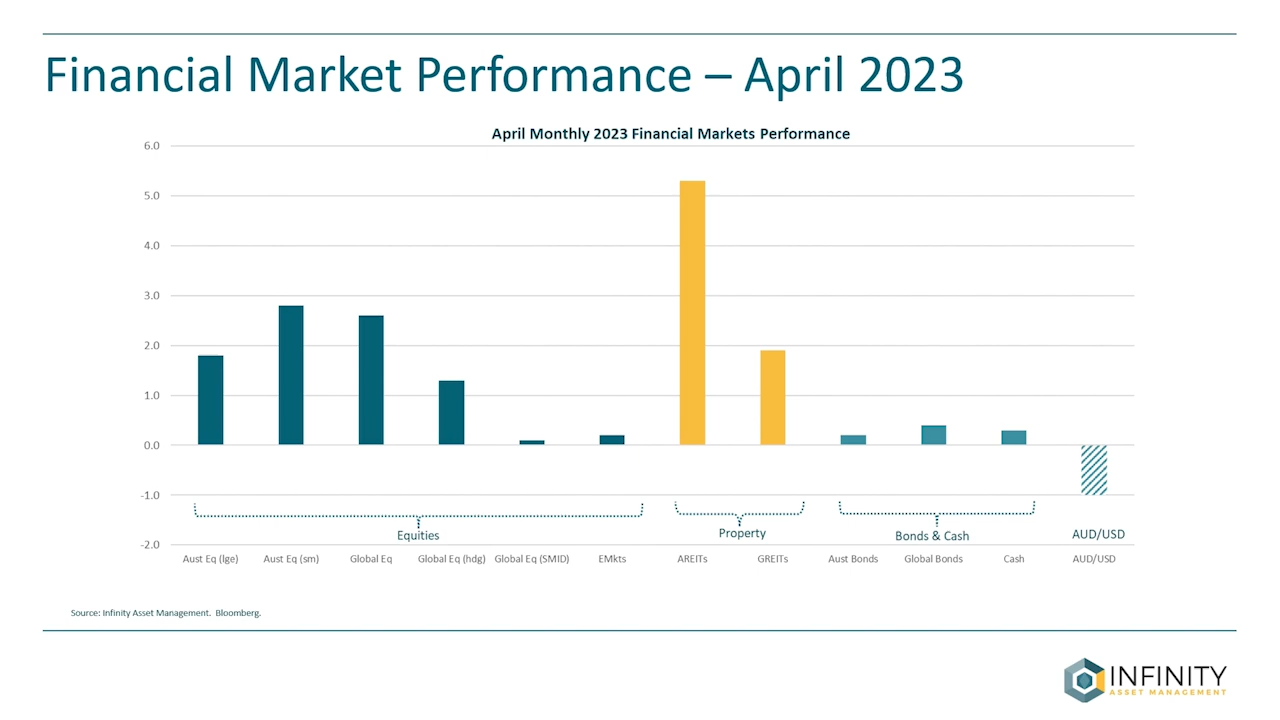 Financial Market Performance – April 2023
April Monthly 2023 Financial Markets Performance
6.0
5.0
4.0
3.0
2.0
1.0
0.0
-1.0
-2.0
Equities
Property
Bonds & Cash
AUD/USD
Aust Eq (lge) Aust Eq (sm) Global Eq Global Eq (hdg) Global Eq (SMID) EMkts AREITs GREITs Aust Bonds Global Bonds Cash AUD/USD
Source: Infinity Asset Management. Bloomberg.
INFINITY
ASSET MANAGEMENT